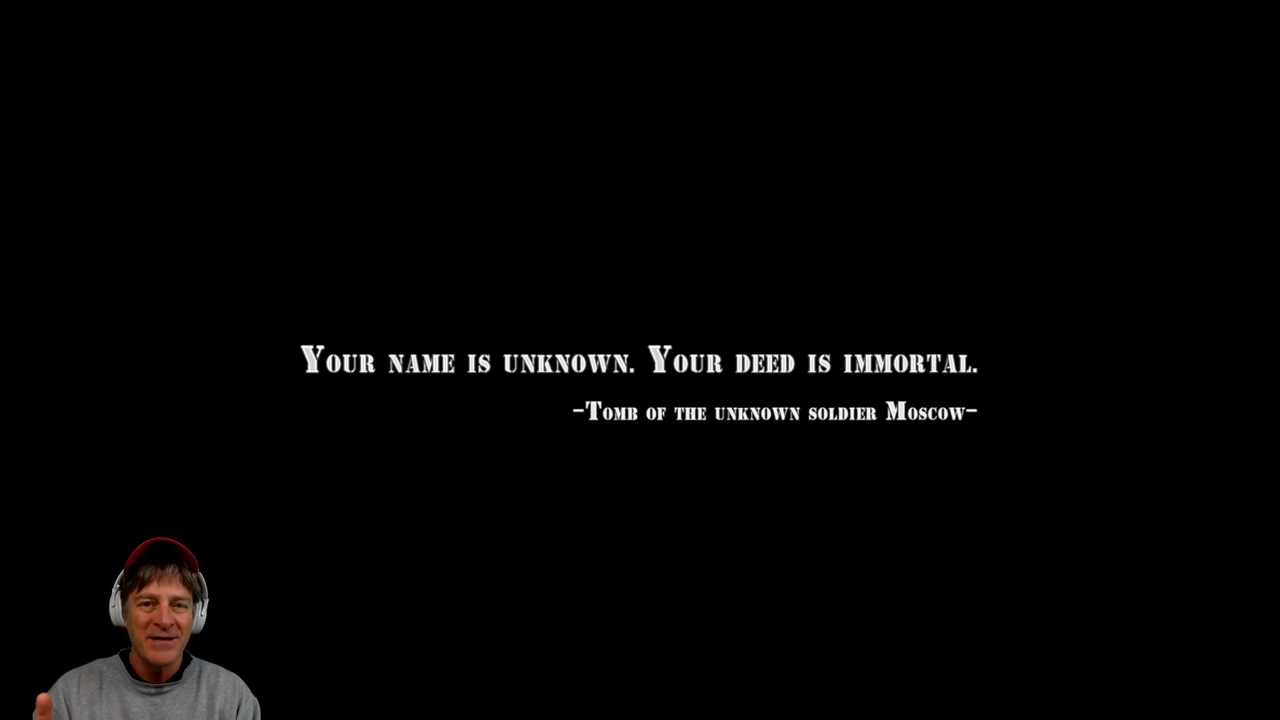 Your name is unknown. Your deed is immortal.
-Tomb of the unknown soldier Moscow-